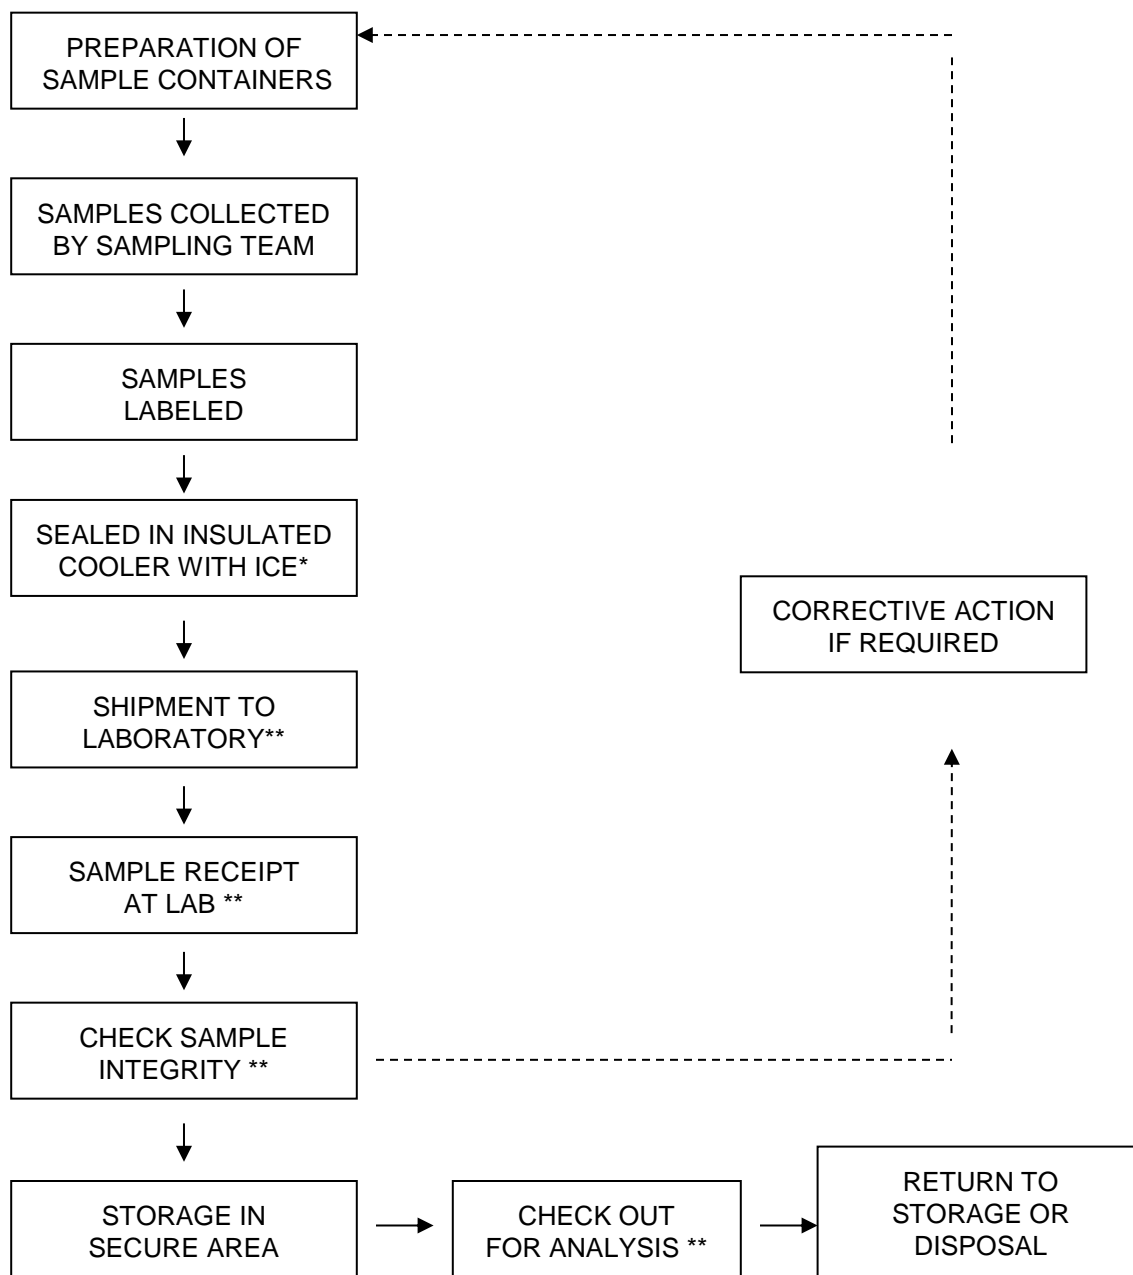 PREPARATION OF
SAMPLE CONTAINERS
SAMPLES COLLECTED
BY SAMPLING TEAM
SAMPLES
LABELED
SEALED IN INSULATED
COOLER WITH ICE*
CORRECTIVE ACTION
IF REQUIRED
SHIPMENT TO
LABORATORY**
SAMPLE RECEIPT
AT LAB **
CHECK SAMPLE
INTEGRITY **
STORAGE IN
SECURE AREA
CHECK OUT
FOR ANALYSIS **
RETURN TO
STORAGE OR
DISPOSAL